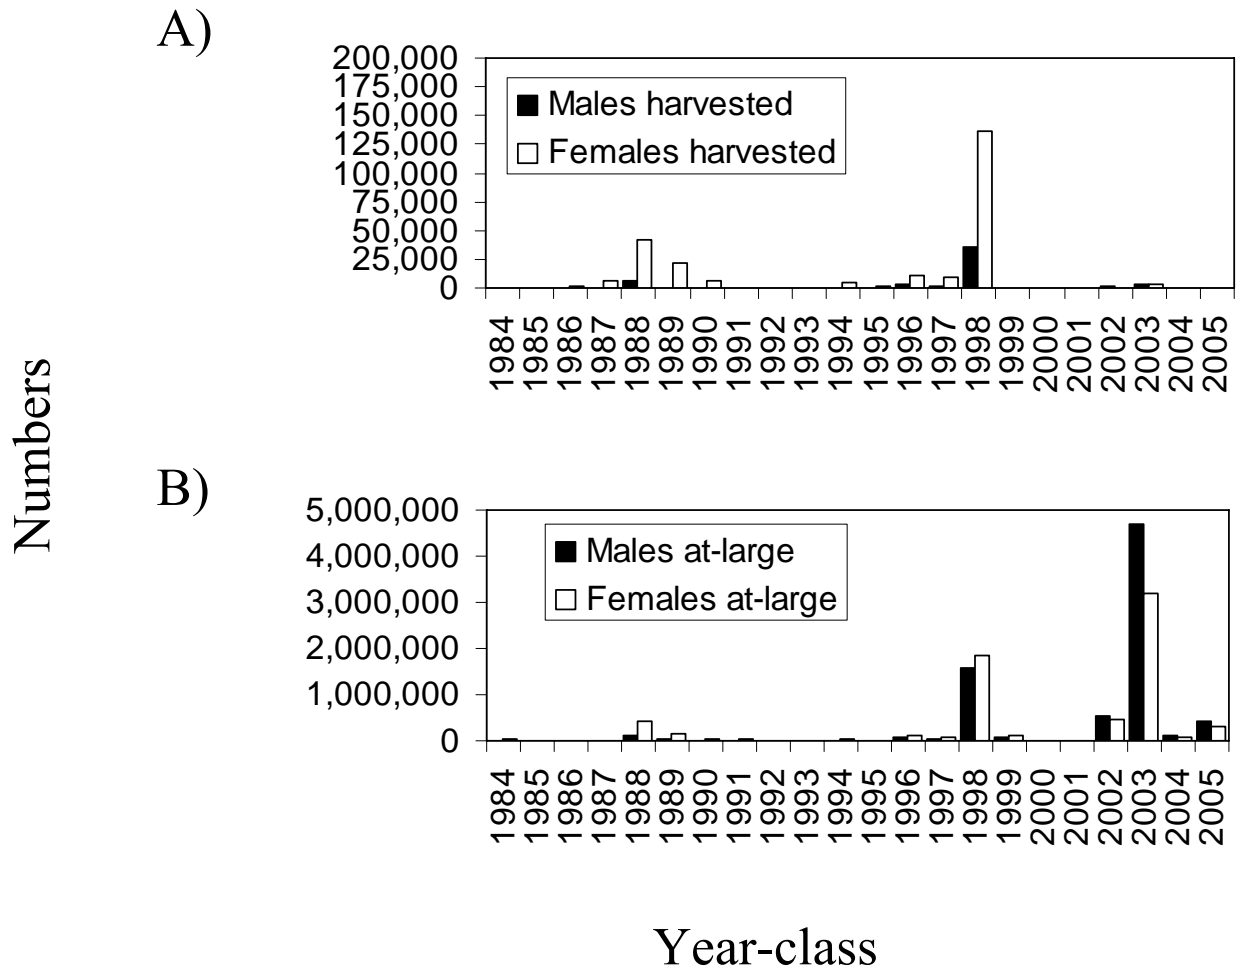 A)
200,000
175,000
150,000
125,000
100,000
75,000
50,000
25,000
0
Males harvested
Females harvested
1984 1985 1986 1987 1988 1989 1990 1991 1992 1993 1994 1995 1996 1997 1998 1999 2000 2001 2002 2003 2004 2005
Numbers
B)
5,000,000
4,000,000
3,000,000
2,000,000
1,000,000
0
Males at-large
Females at-large
1984 1985 1986 1987 1988 1989 1990 1991 1992 1993 1994 1995 1996 1997 1998 1999 2000 2001 2002 2003 2004 2005
Year-class